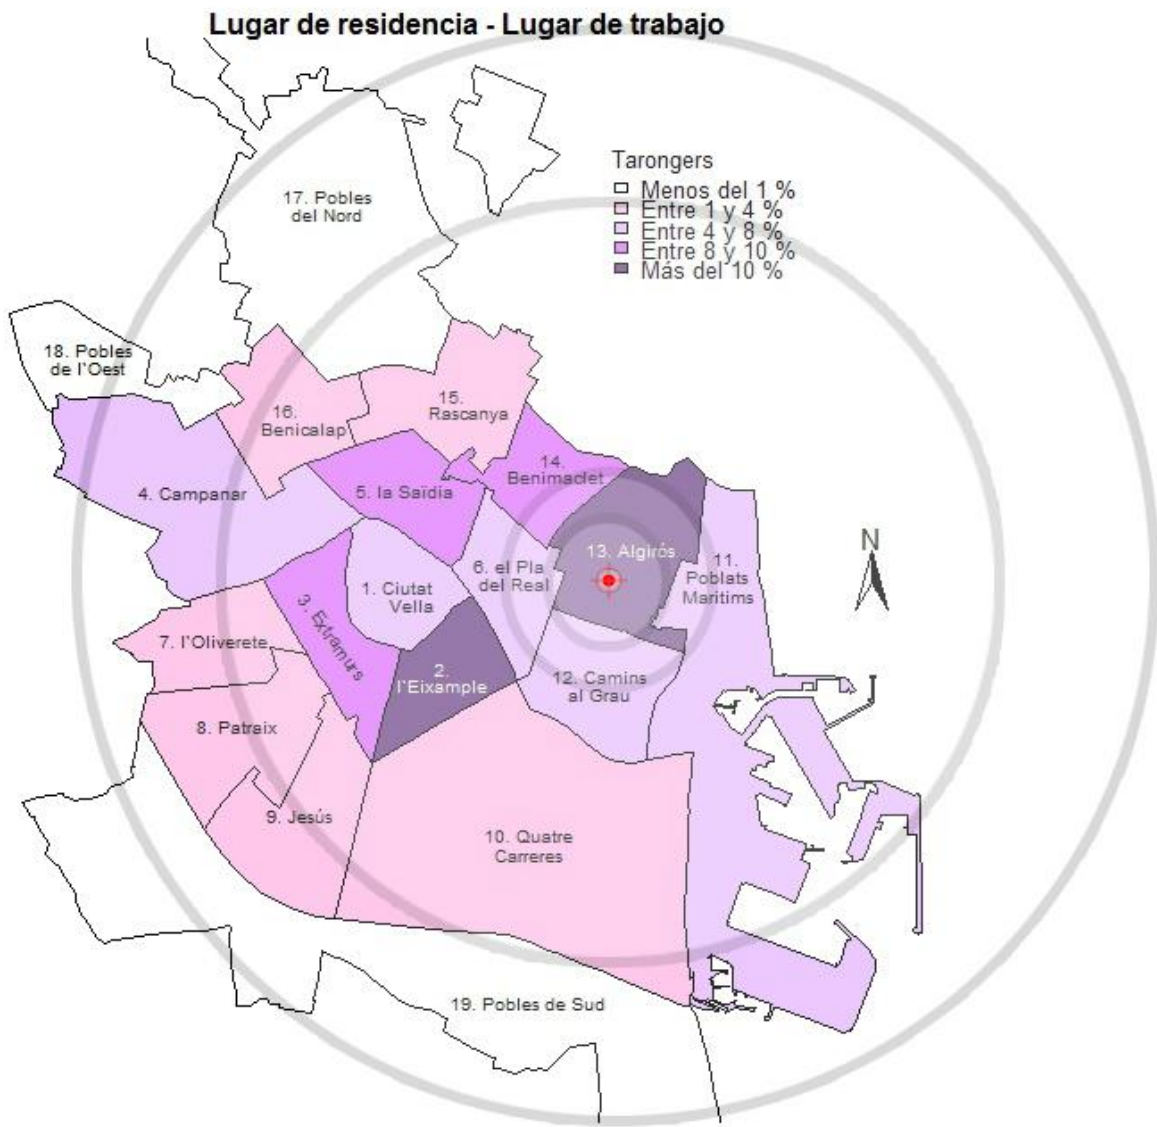 Lugar de residencia - Lugar de trabajo
Tarongers
Menos del 1 %
Entre 1 y 4 %
Entre 4 y 8 %
Entre 8 y 10 %
Más del 10 %
17. Pobles
del Nord
18. Pobles
de l'Oest
15.
Rascanya
16.
Benicalap
14.
Benimaclet
4. Campanar
5. la Saïdia
N
13. Algirós
11.
Poblats
Maritims
6. el Pla
del Real
1. Ciutat
Vella
3. Extramurs
7. l'Oliverete
2.
l'Eixample
12. Camins
al Grau
8. Patraix
9. Jesús
10. Quatre
Carreres
19. Pobles de Sud